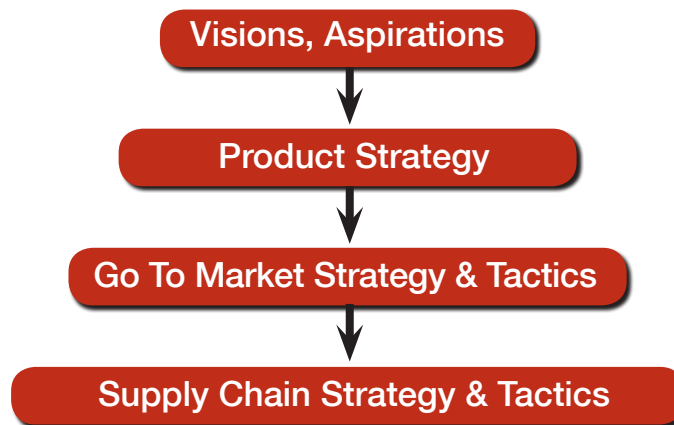 Visions, Aspirations
Product Strategy
Go To Market Strategy & Tactics
Supply Chain Strategy & Tactics